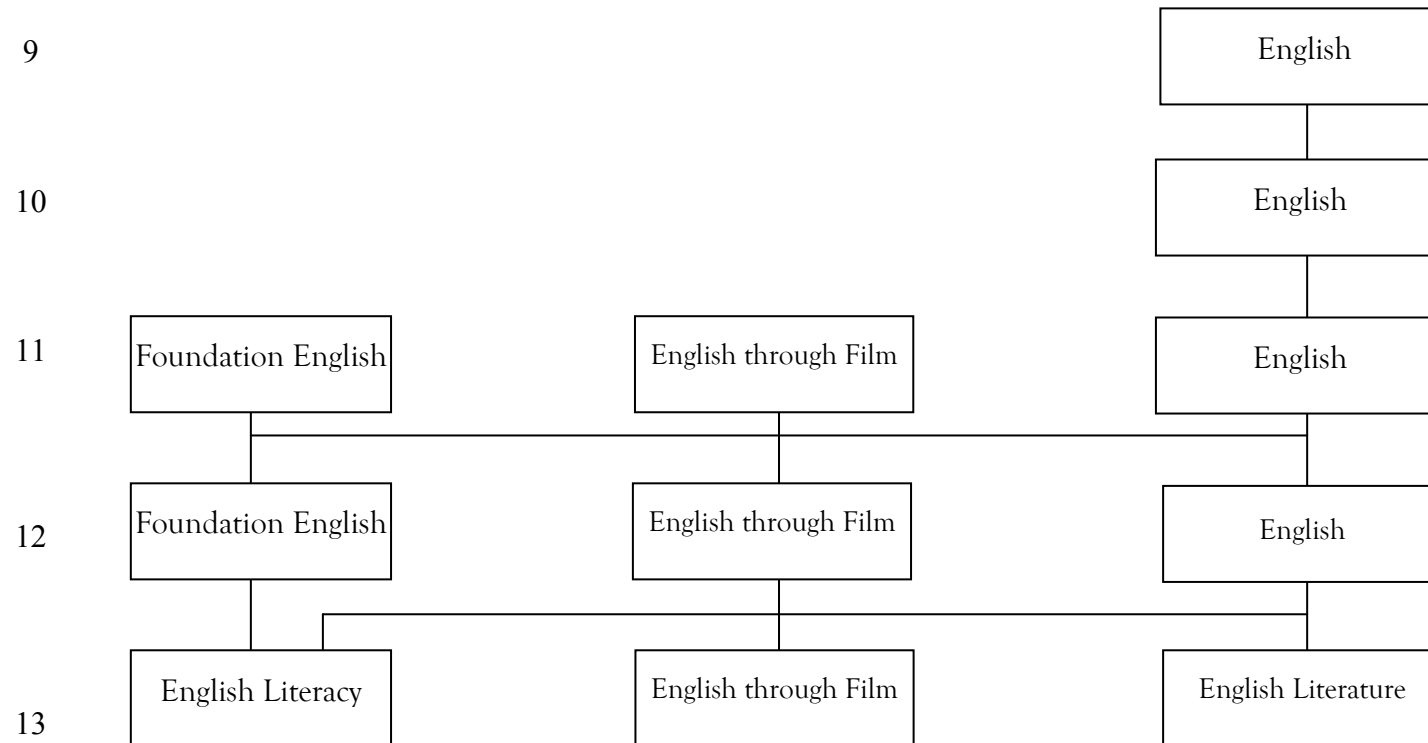 9
English
10
English
11
Foundation English
English through Film
English
12
Foundation English
English through Film
English
13
English Literacy
English through Film
English Literature